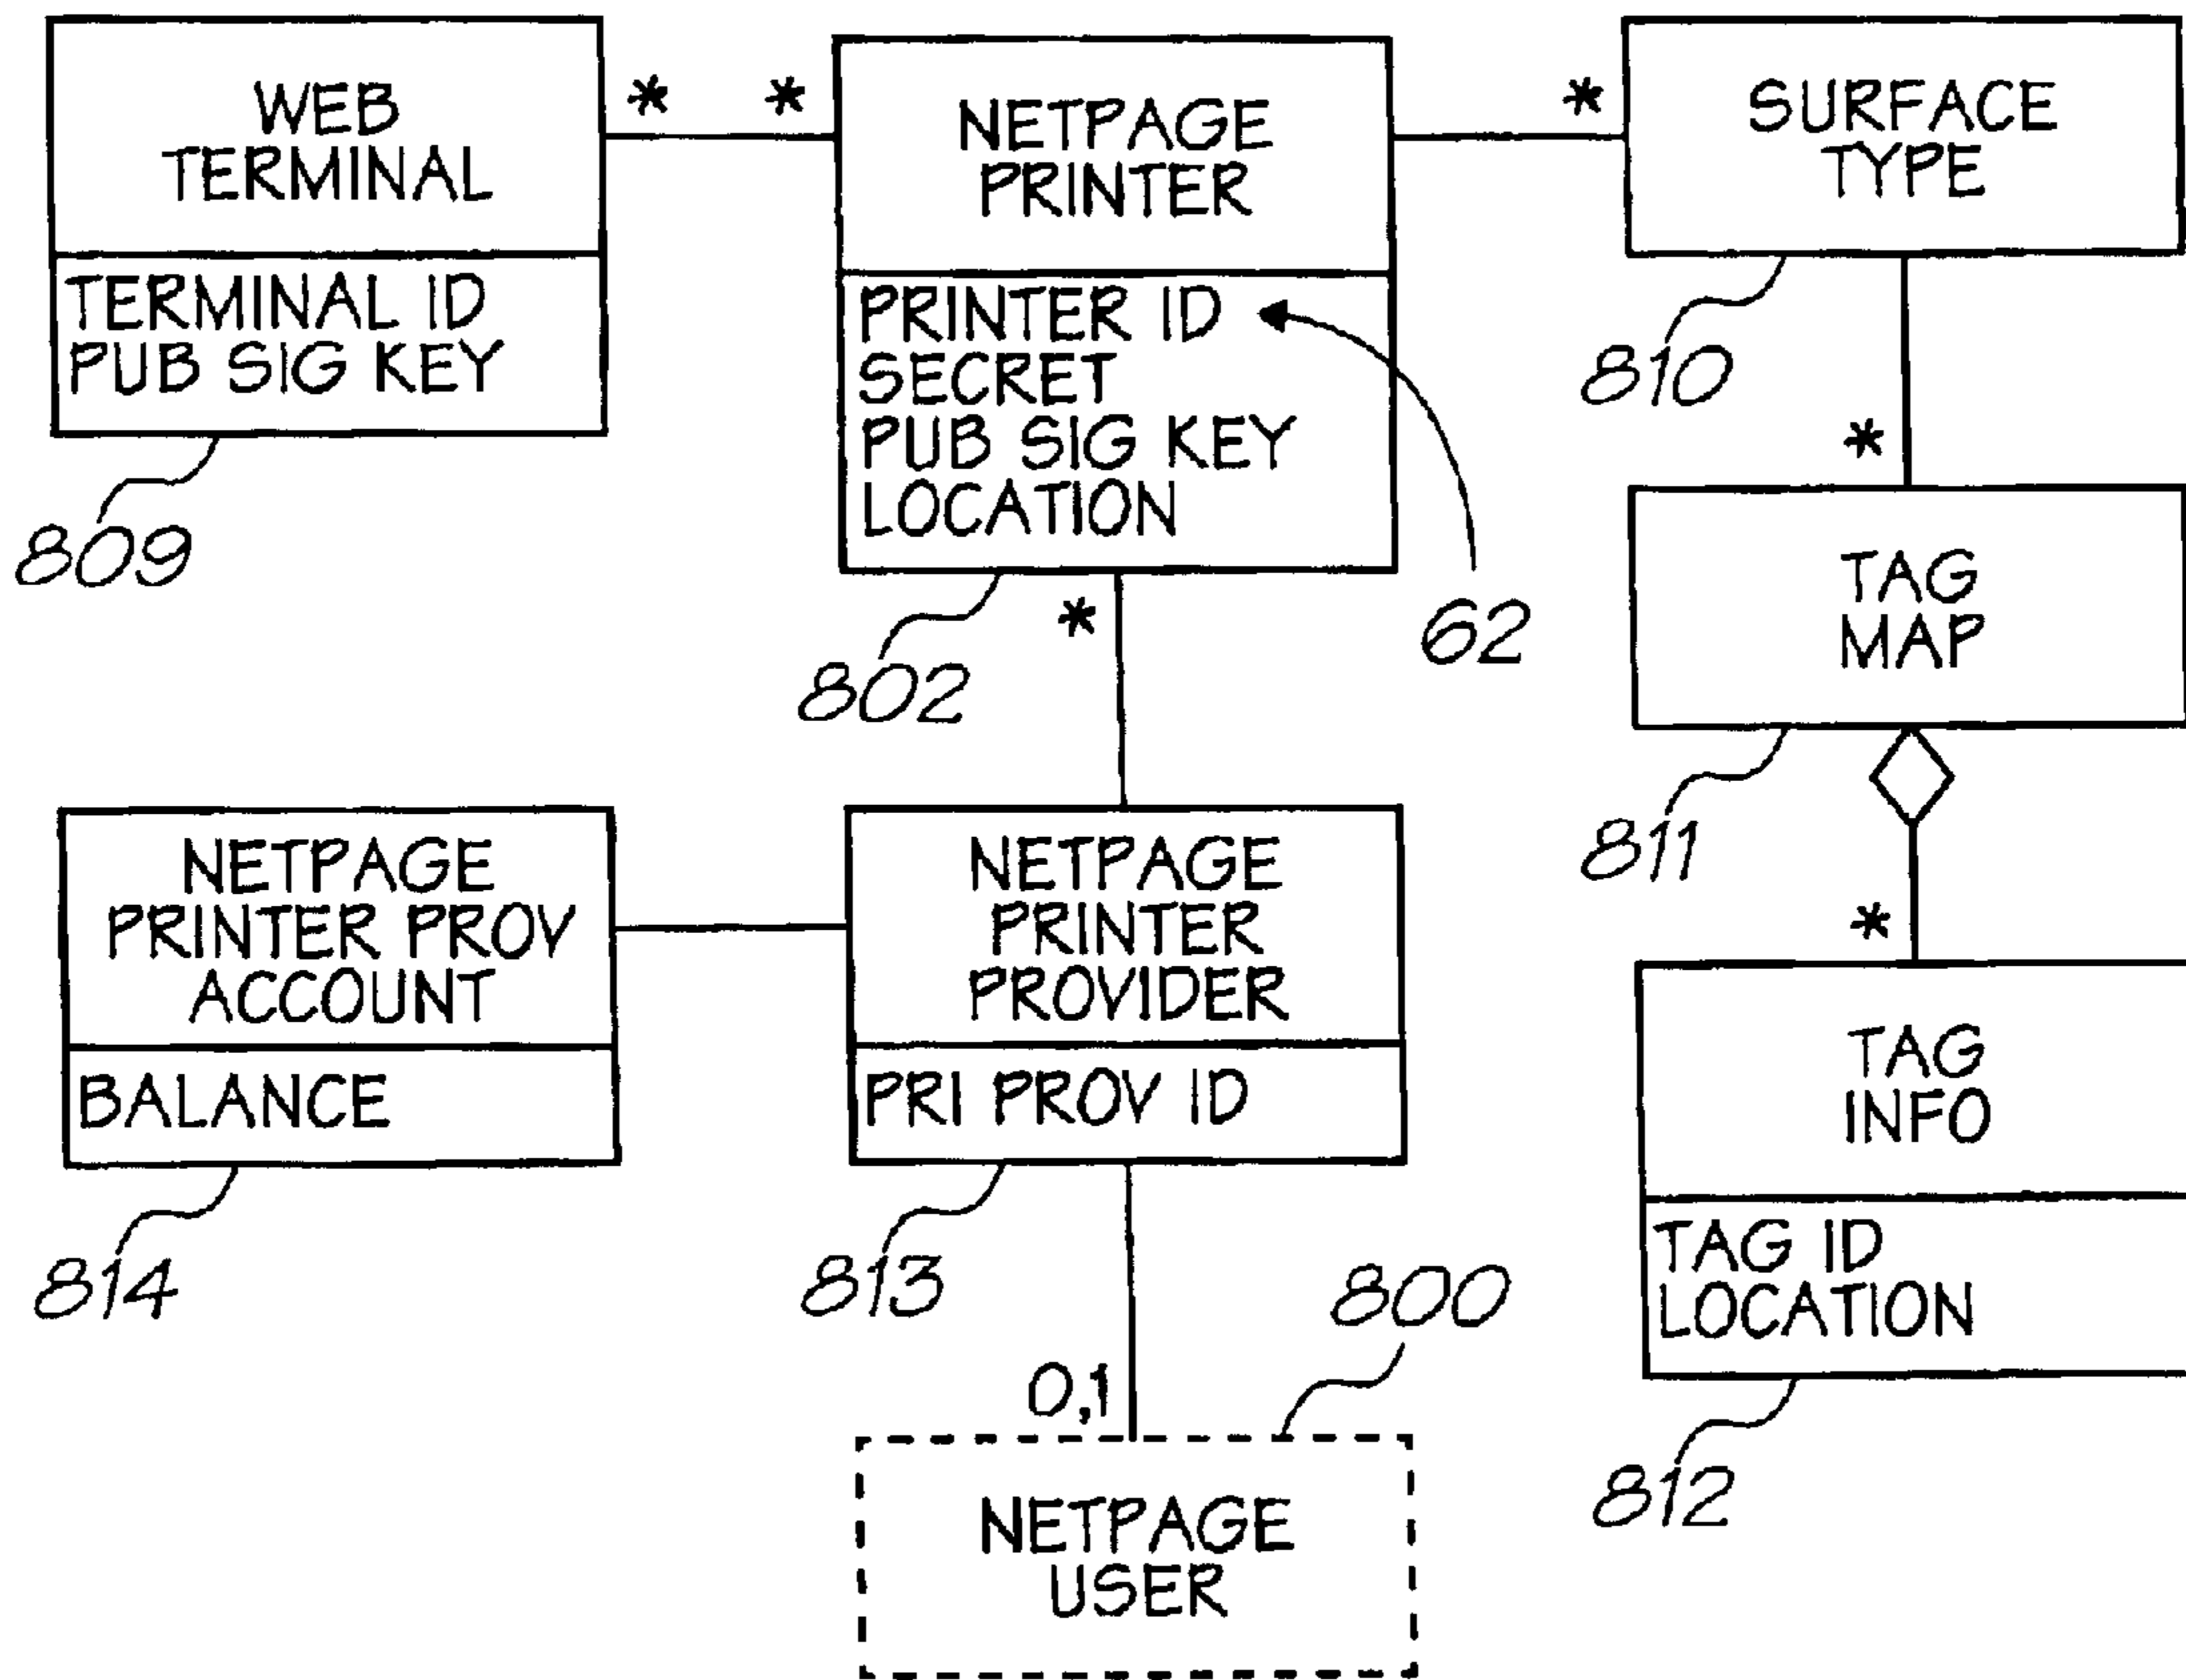 WEB
TERMINAL
TERMINAL ID
PUB SIG KEY
809
*
*
NETPAGE
PRINTER
PRINTER ID
SECRET
PUB SIG KEY
LOCATION
802
62
*
*
SURFACE
TYPE
810
*
TAG
MAP
811
*
TAG
INFO
TAG ID
LOCATION
812
NETPAGE
PRINTER PROV
ACCOUNT
BALANCE
814
NETPAGE
PRINTER
PROVIDER
PRI PROV ID
813
800
0,1
NETPAGE
USER